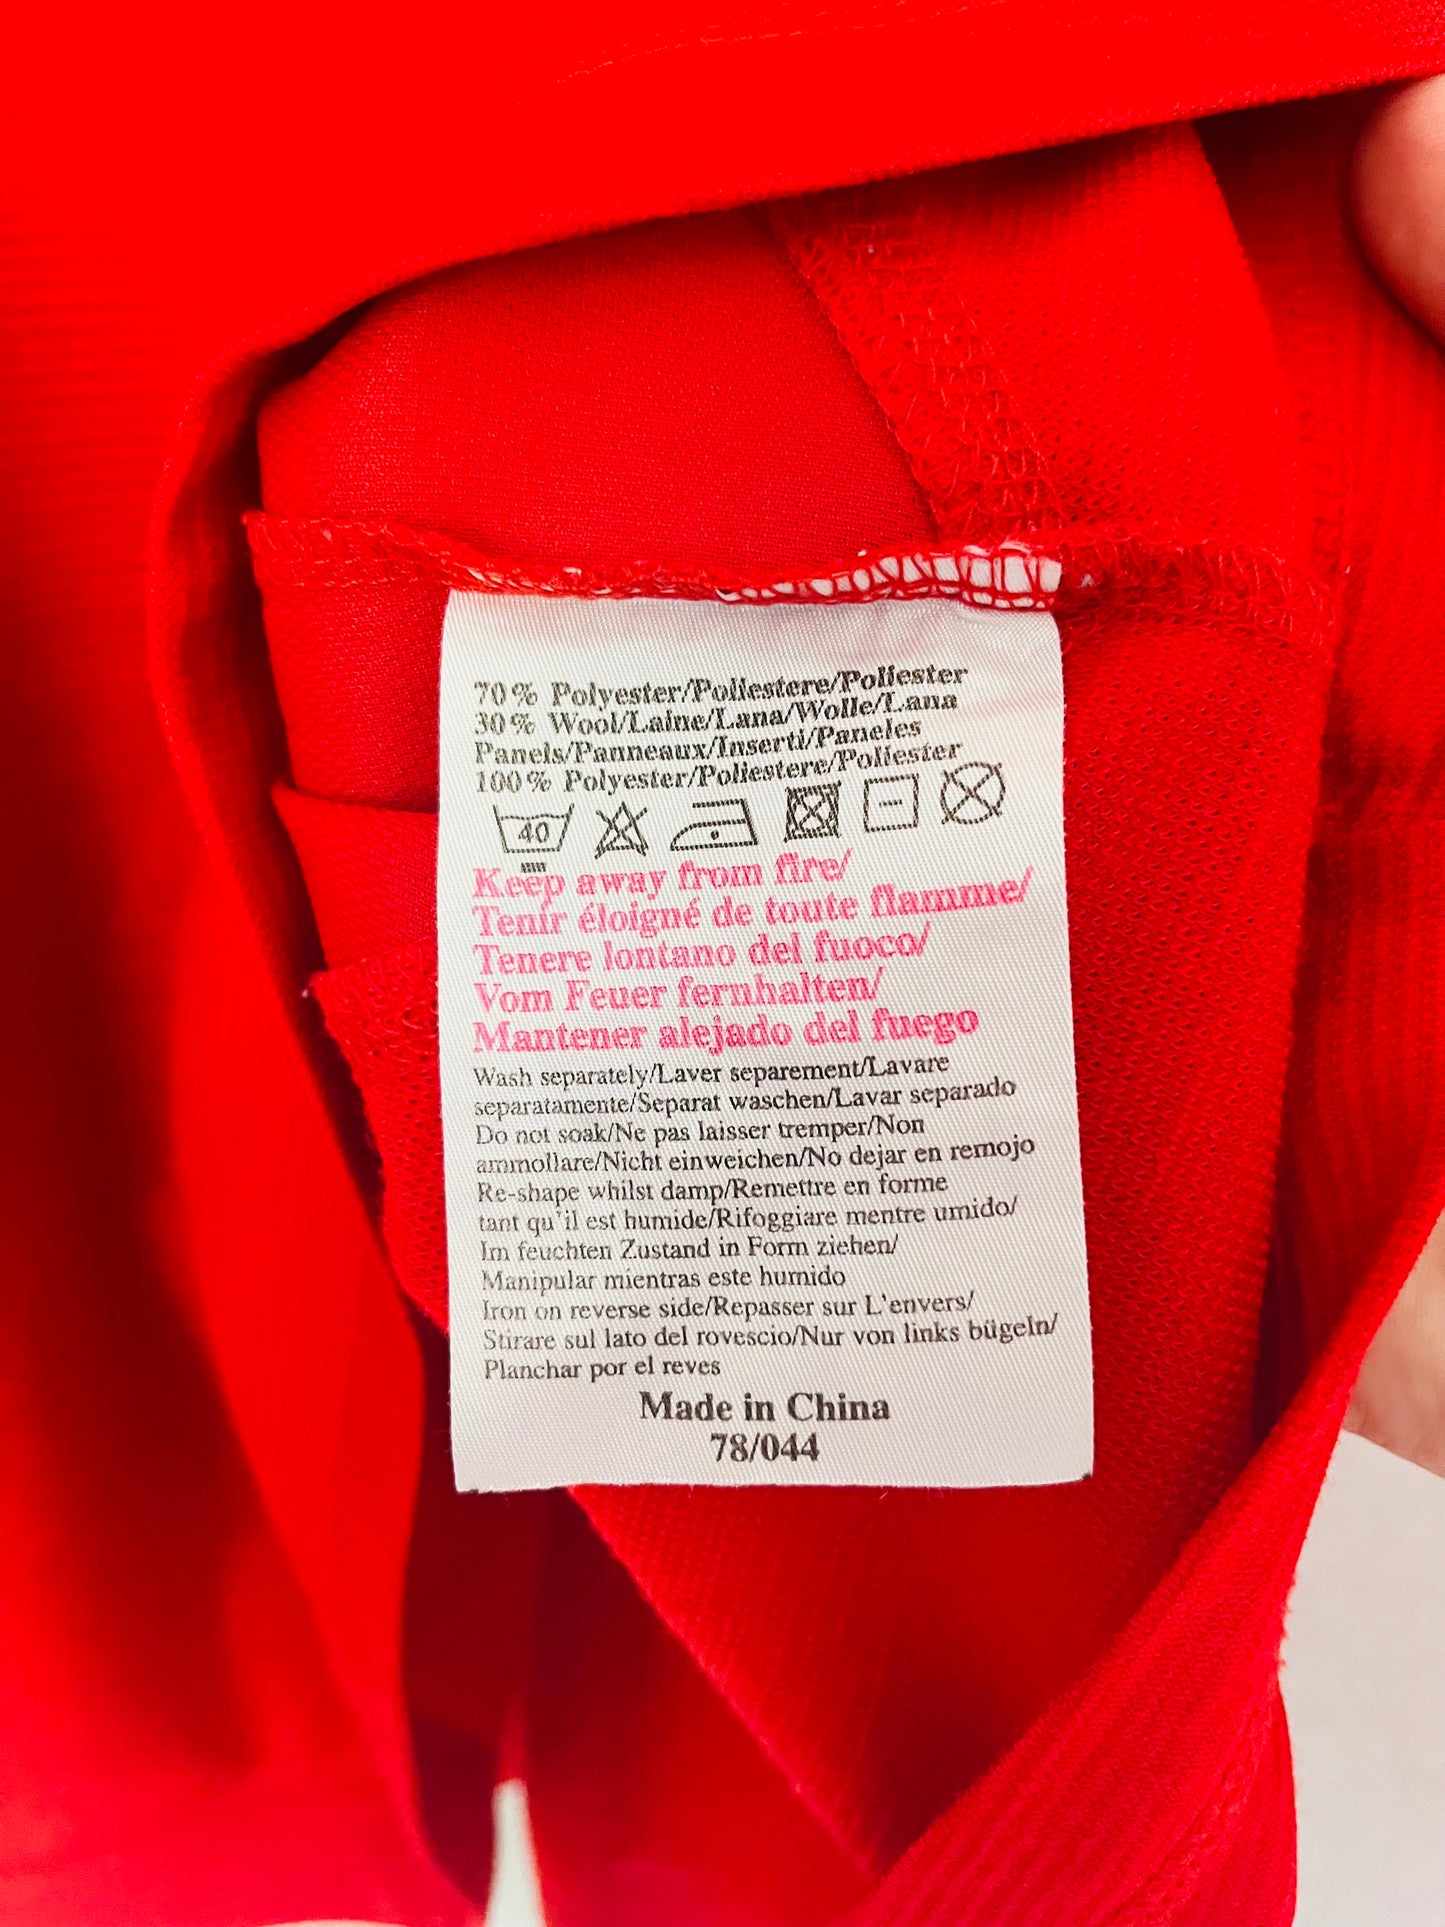 70% Polyester/Poliestere/Poliester
30% Wool/Laine/Lana/Wolle/Lana
Panels/Panneaux/Inserti/Paneles
100% Polyester/Poliestere/Poliester
40
Keep away from fire/
Tenir éloigné de toute flamme/
Tenere lontano del fuoco/
Vom Feuer fernhalten/
Mantener alejado del fuego
Wash separately/Laver separement/Lavare
separatamente/Separat waschen/Lavar separado
Do not soak/Ne pas laisser tremper/Non
ammollare/Nicht einweichen/No dejar en remojo
Re-shape whilst damp/Remettre en forme
tant qu'il est humide/Rifoggiare mentre umido/
Im feuchten Zustand in Form ziehen/
Manipular mientras este humido
Iron on reverse side/Repasser sur L'envers/
Stirare sul lato del rovescio/Nur von links bügeln/
Planchar por el reves
Made in China
78/044